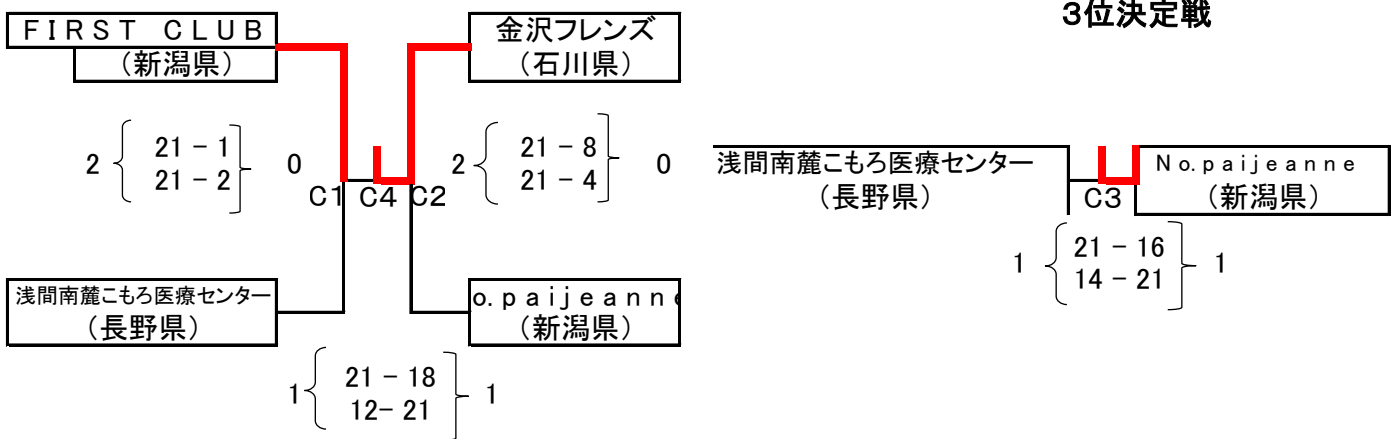 3位決定戦
FIRST CLUB
（新潟県）
金沢フレンズ
（石川県）
2 21 - 1 0
21 - 2
2 21 - 8 0
21 - 4
C1 C4 C2
浅間南麓こもろ医療センター
（長野県）
o.paijeanne
（新潟県）
1 21 - 18 1
12- 21
浅間南麓こもろ医療センター
（長野県）
C3
No.paijeanne
（新潟県）
1 21 - 16 1
14 - 21